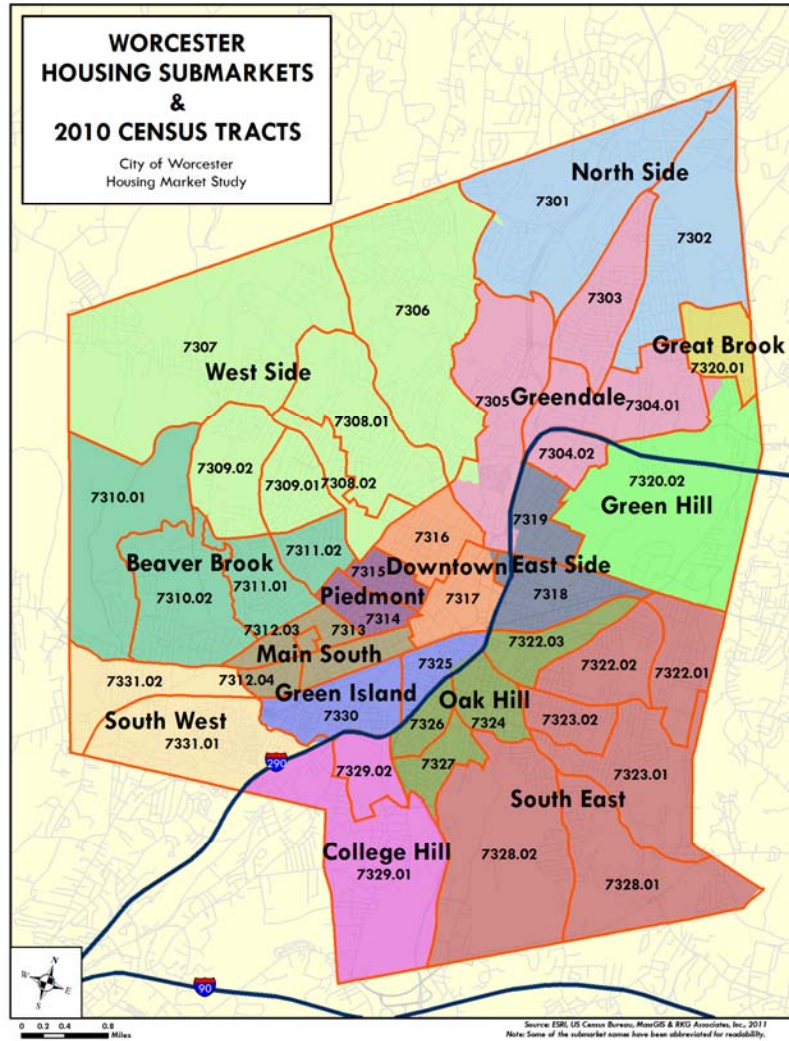 WORCESTER
HOUSING SUBMARKETS
&
2010 CENSUS TRACTS
City of Worcester
Housing Market Study
North Side
7301
7302
7303
7306
7307
West Side
Great Brook
7320.01
7305
Greendale
7304.01
7308.01
7304.02
7309.02
7309.01
7308.02
7310.01
7320.02
Green Hill
7319
7316
7311.02
Beaver Brook
7315
Downtown
East Side
7311.01
7310.02
Piedmont
7317
7318
7314
7312.03
7313
7322.03
Main South
7325
7322.02
7322.01
7331.02
7312.04
Green Island
Oak Hill
7330
7326
7324
7323.02
South West
7331.01
290
7329.02
7327
7323.01
South East
College Hill
7329.01
7328.02
7328.01
N
W
E
S
90
0 0.2 0.4 0.8
Miles
Source: ESRI, US Census Bureau, MassGIS & RKG Associates, Inc., 2011
Note: Some of the submarket names have been abbreviated for readability.